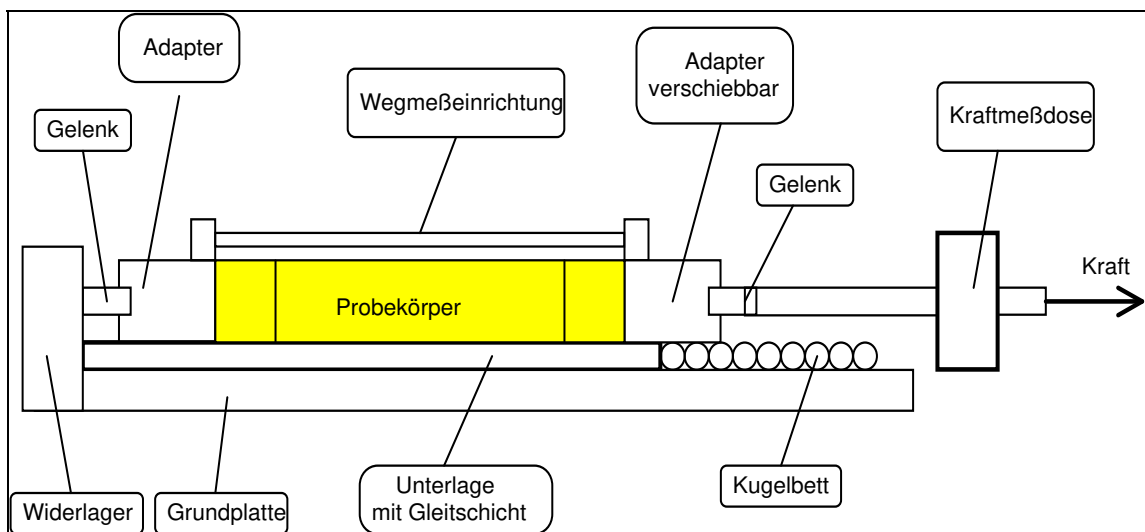 Adapter
Adapter
verschiebbar
Wegmeßeinrichtung
Kraftmeßdose
Gelenk
Gelenk
Kraft
Probekörper
Unterlage
mit Gleitschicht
Kugelbett
Widerlager
Grundplatte